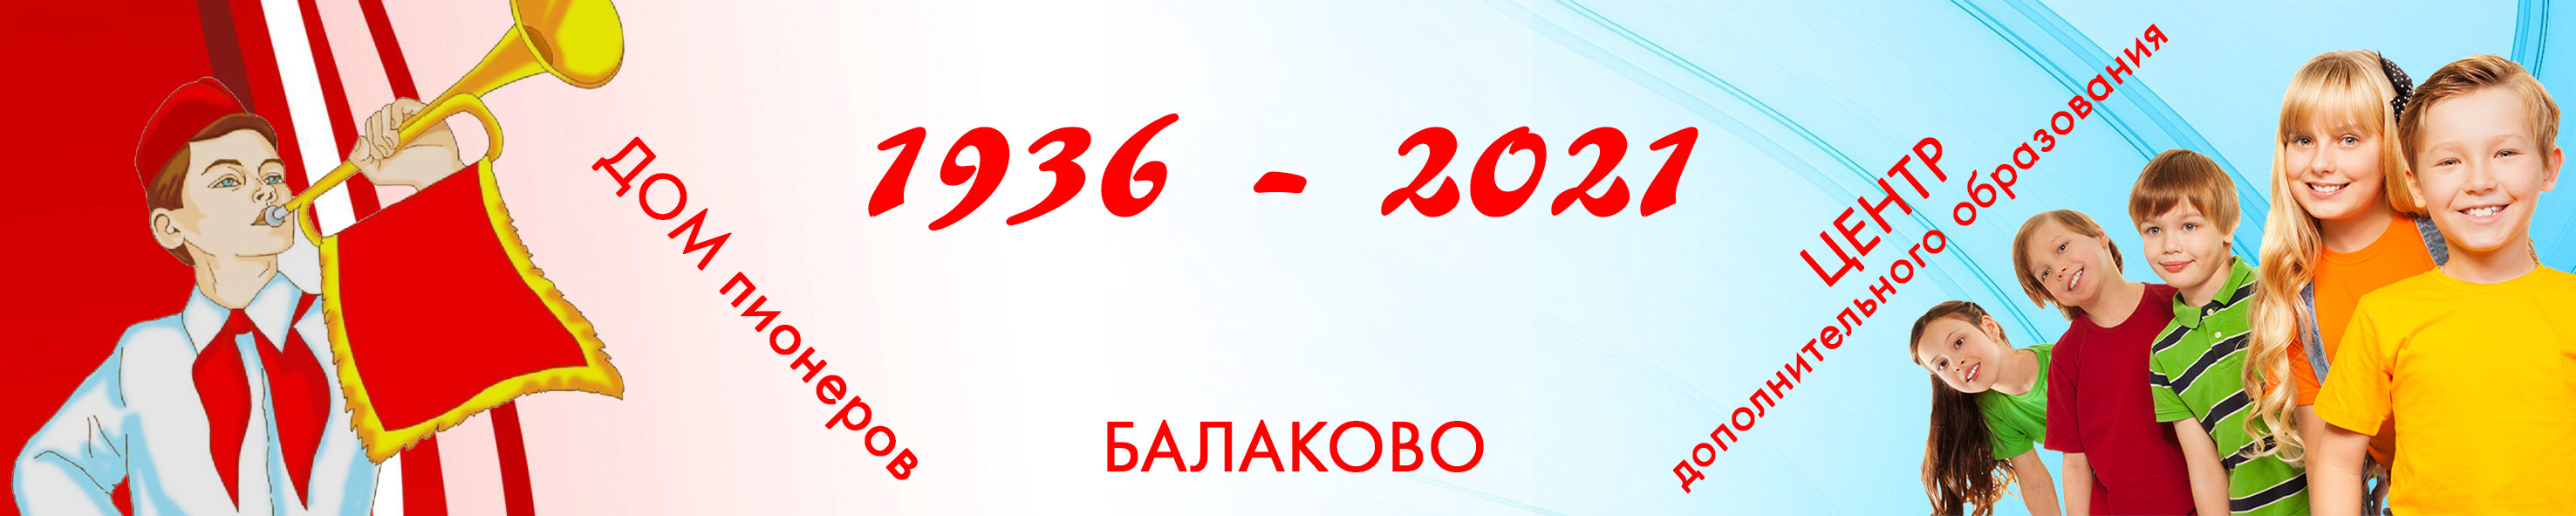 ДОМ пионеров
1936 - 2021
БАЛАКОВО
ЦЕНТР
дополнительного образования